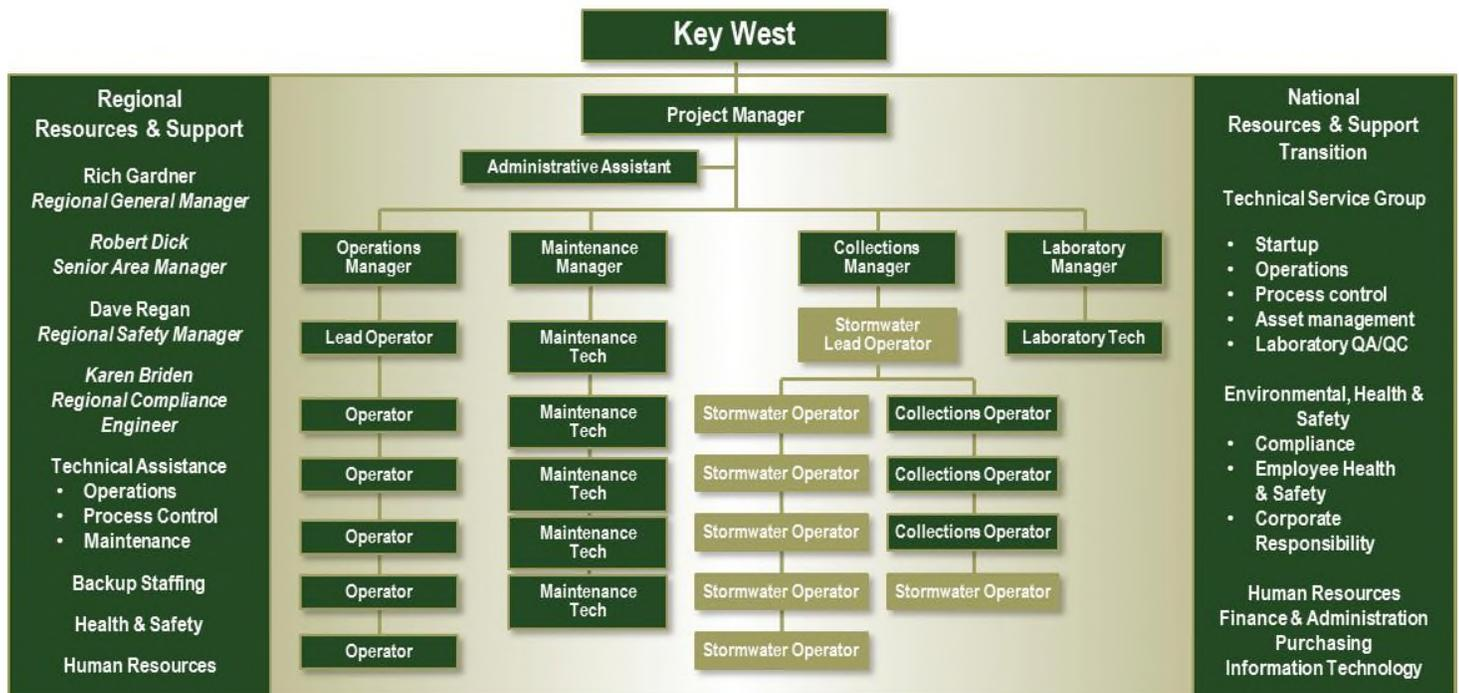 Key West
Regional
Resources & Support
Rich Gardner
Regional General Manager
Robert Dick
Senior Area Manager
Dave Regan
Regional Safety Manager
Karen Briden
Regional Compliance
Engineer
Technical Assistance
• Operations
• Process Control
• Maintenance
Backup Staffing
Health & Safety
Human Resources
Project Manager
Administrative Assistant
Operations
Manager
Lead Operator
Operator
Operator
Operator
Operator
Operator
Maintenance
Manager
Maintenance
Tech
Maintenance
Tech
Maintenance
Tech
Maintenance
Tech
Maintenance
Tech
Collections
Manager
Stormwater
Lead Operator
Stormwater Operator
Stormwater Operator
Stormwater Operator
Stormwater Operator
Stormwater Operator
Collections Operator
Collections Operator
Collections Operator
Stormwater Operator
Laboratory
Manager
Laboratory Tech
National
Resources & Support
Transition
Technical Service Group
• Startup
• Operations
• Process control
• Asset management
• Laboratory QA/QC
Environmental, Health &
Safety
• Compliance
• Employee Health
& Safety
• Corporate
Responsibility
Human Resources
Finance & Administration
Purchasing
Information Technology